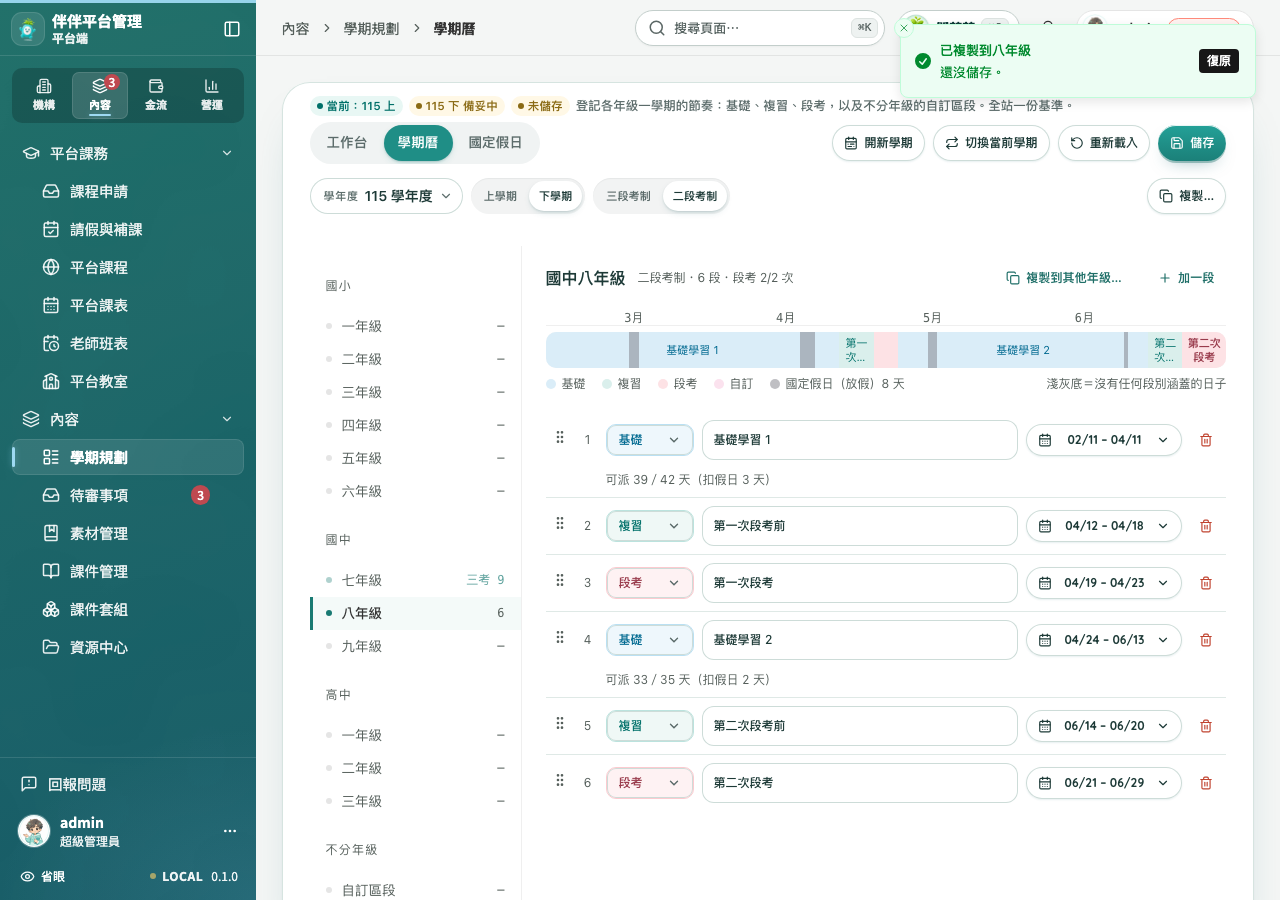 伴伴平台管理
平台端
機構
內容
3
金流
營運
平台課務
課程申請
請假與補課
平台課程
平台課表
老師班表
平台教室
內容
學期規劃
待審事項 3
素材管理
課件管理
課件套組
資源中心
回報問題
admin
超級管理員
省眼
LOCAL 0.1.0
內容 > 學期規劃 > 學期曆
搜尋頁面… ⌘K
已複製到八年級
還沒儲存。
復原
當前：115 上
115 下 備妥中
未儲存
登記各年級一學期的節奏：基礎、複習、段考，以及不分年級的自訂區段。全站一份基準。
工作台
學期曆
國定假日
開新學期
切換當前學期
重新載入
儲存
學年度 115 學年度
上學期
下學期
三段考制
二段考制
複製...
國小
一年級 –
二年級 –
三年級 –
四年級 –
五年級 –
六年級 –
國中
七年級 三考 9
八年級 6
九年級 –
高中
一年級 –
二年級 –
三年級 –
不分年級
自訂區段 –
國中八年級
二段考制 · 6 段 · 段考 2/2 次
複製到其他年級...
加一段
3月 4月 5月 6月
基礎學習 1
第一次...
基礎學習 2
第二次...
第二次段考
基礎
複習
段考
自訂
國定假日（放假）8 天
淺灰底＝沒有任何段別涵蓋的日子
1 基礎 基礎學習 1 02/11 – 04/11
可派 39 / 42 天（扣假日 3 天）
2 複習 第一次段考前 04/12 – 04/18
3 段考 第一次段考 04/19 – 04/23
4 基礎 基礎學習 2 04/24 – 06/13
可派 33 / 35 天（扣假日 2 天）
5 複習 第二次段考前 06/14 – 06/20
6 段考 第二次段考 06/21 – 06/29